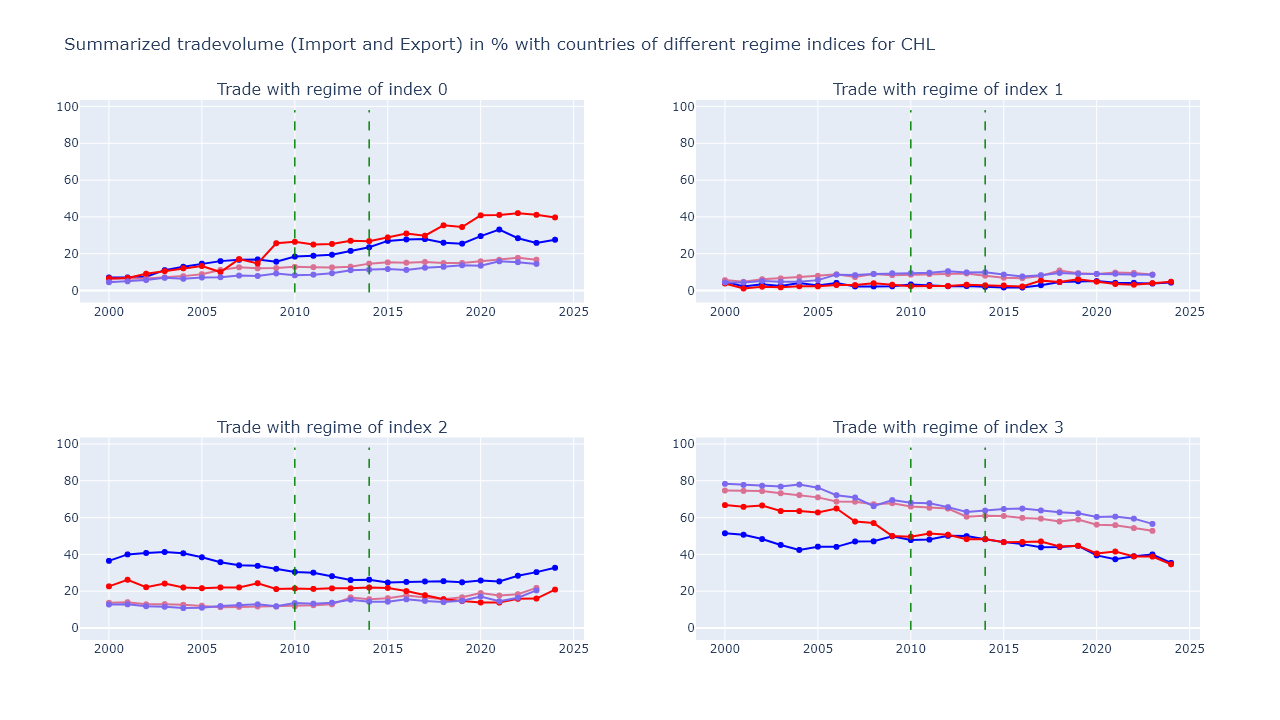 Summarized tradevolume (Import and Export) in % with countries of different regime indices for CHL
Trade with regime of index 0
100
80
60
40
20
0
2000 2005 2010 2015 2020 2025
Trade with regime of index 1
100
80
60
40
20
0
2000 2005 2010 2015 2020 2025
Trade with regime of index 2
100
80
60
40
20
0
2000 2005 2010 2015 2020 2025
Trade with regime of index 3
100
80
60
40
20
0
2000 2005 2010 2015 2020 2025